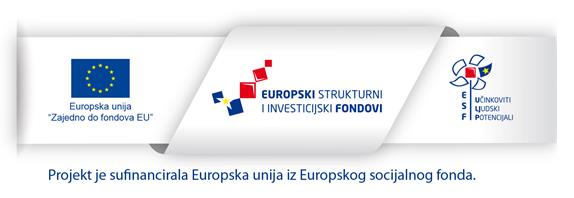 Europska unija
"Zajedno do fondova EU"
EUROPSKI STRUKTURNI
I INVESTICIJSKI FONDOVI
ESF
UČINKOVITI
LJUDSKI
POTENCIJALI
Projekt je sufinancirala Europska unija iz Europskog socijalnog fonda.